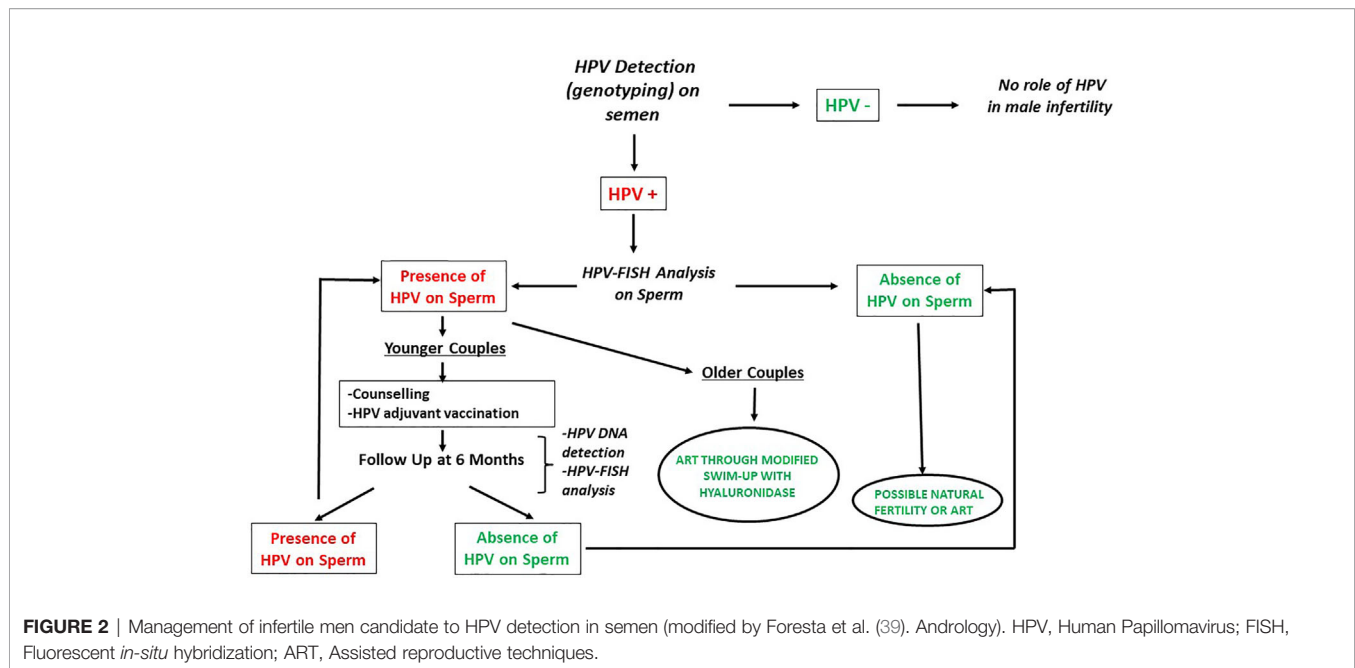 HPV Detection
(genotyping) on
semen
HPV -
No role of HPV
in male infertility
HPV +
HPV-FISH Analysis
on Sperm
Presence of
HPV on Sperm
Absence of
HPV on Sperm
Younger Couples
Older Couples
-Counselling
-HPV adjuvant vaccination
Follow Up at 6 Months
-HPV DNA
detection
-HPV-FISH
analysis
ART THROUGH MODIFIED
SWIM-UP WITH
HYALURONIDASE
POSSIBLE NATURAL
FERTILITY OR ART
Presence of
HPV on Sperm
Absence of
HPV on Sperm
FIGURE 2 | Management of infertile men candidate to HPV detection in semen (modified by Foresta et al. (39). Andrology). HPV, Human Papillomavirus; FISH,
Fluorescent in-situ hybridization; ART, Assisted reproductive techniques.